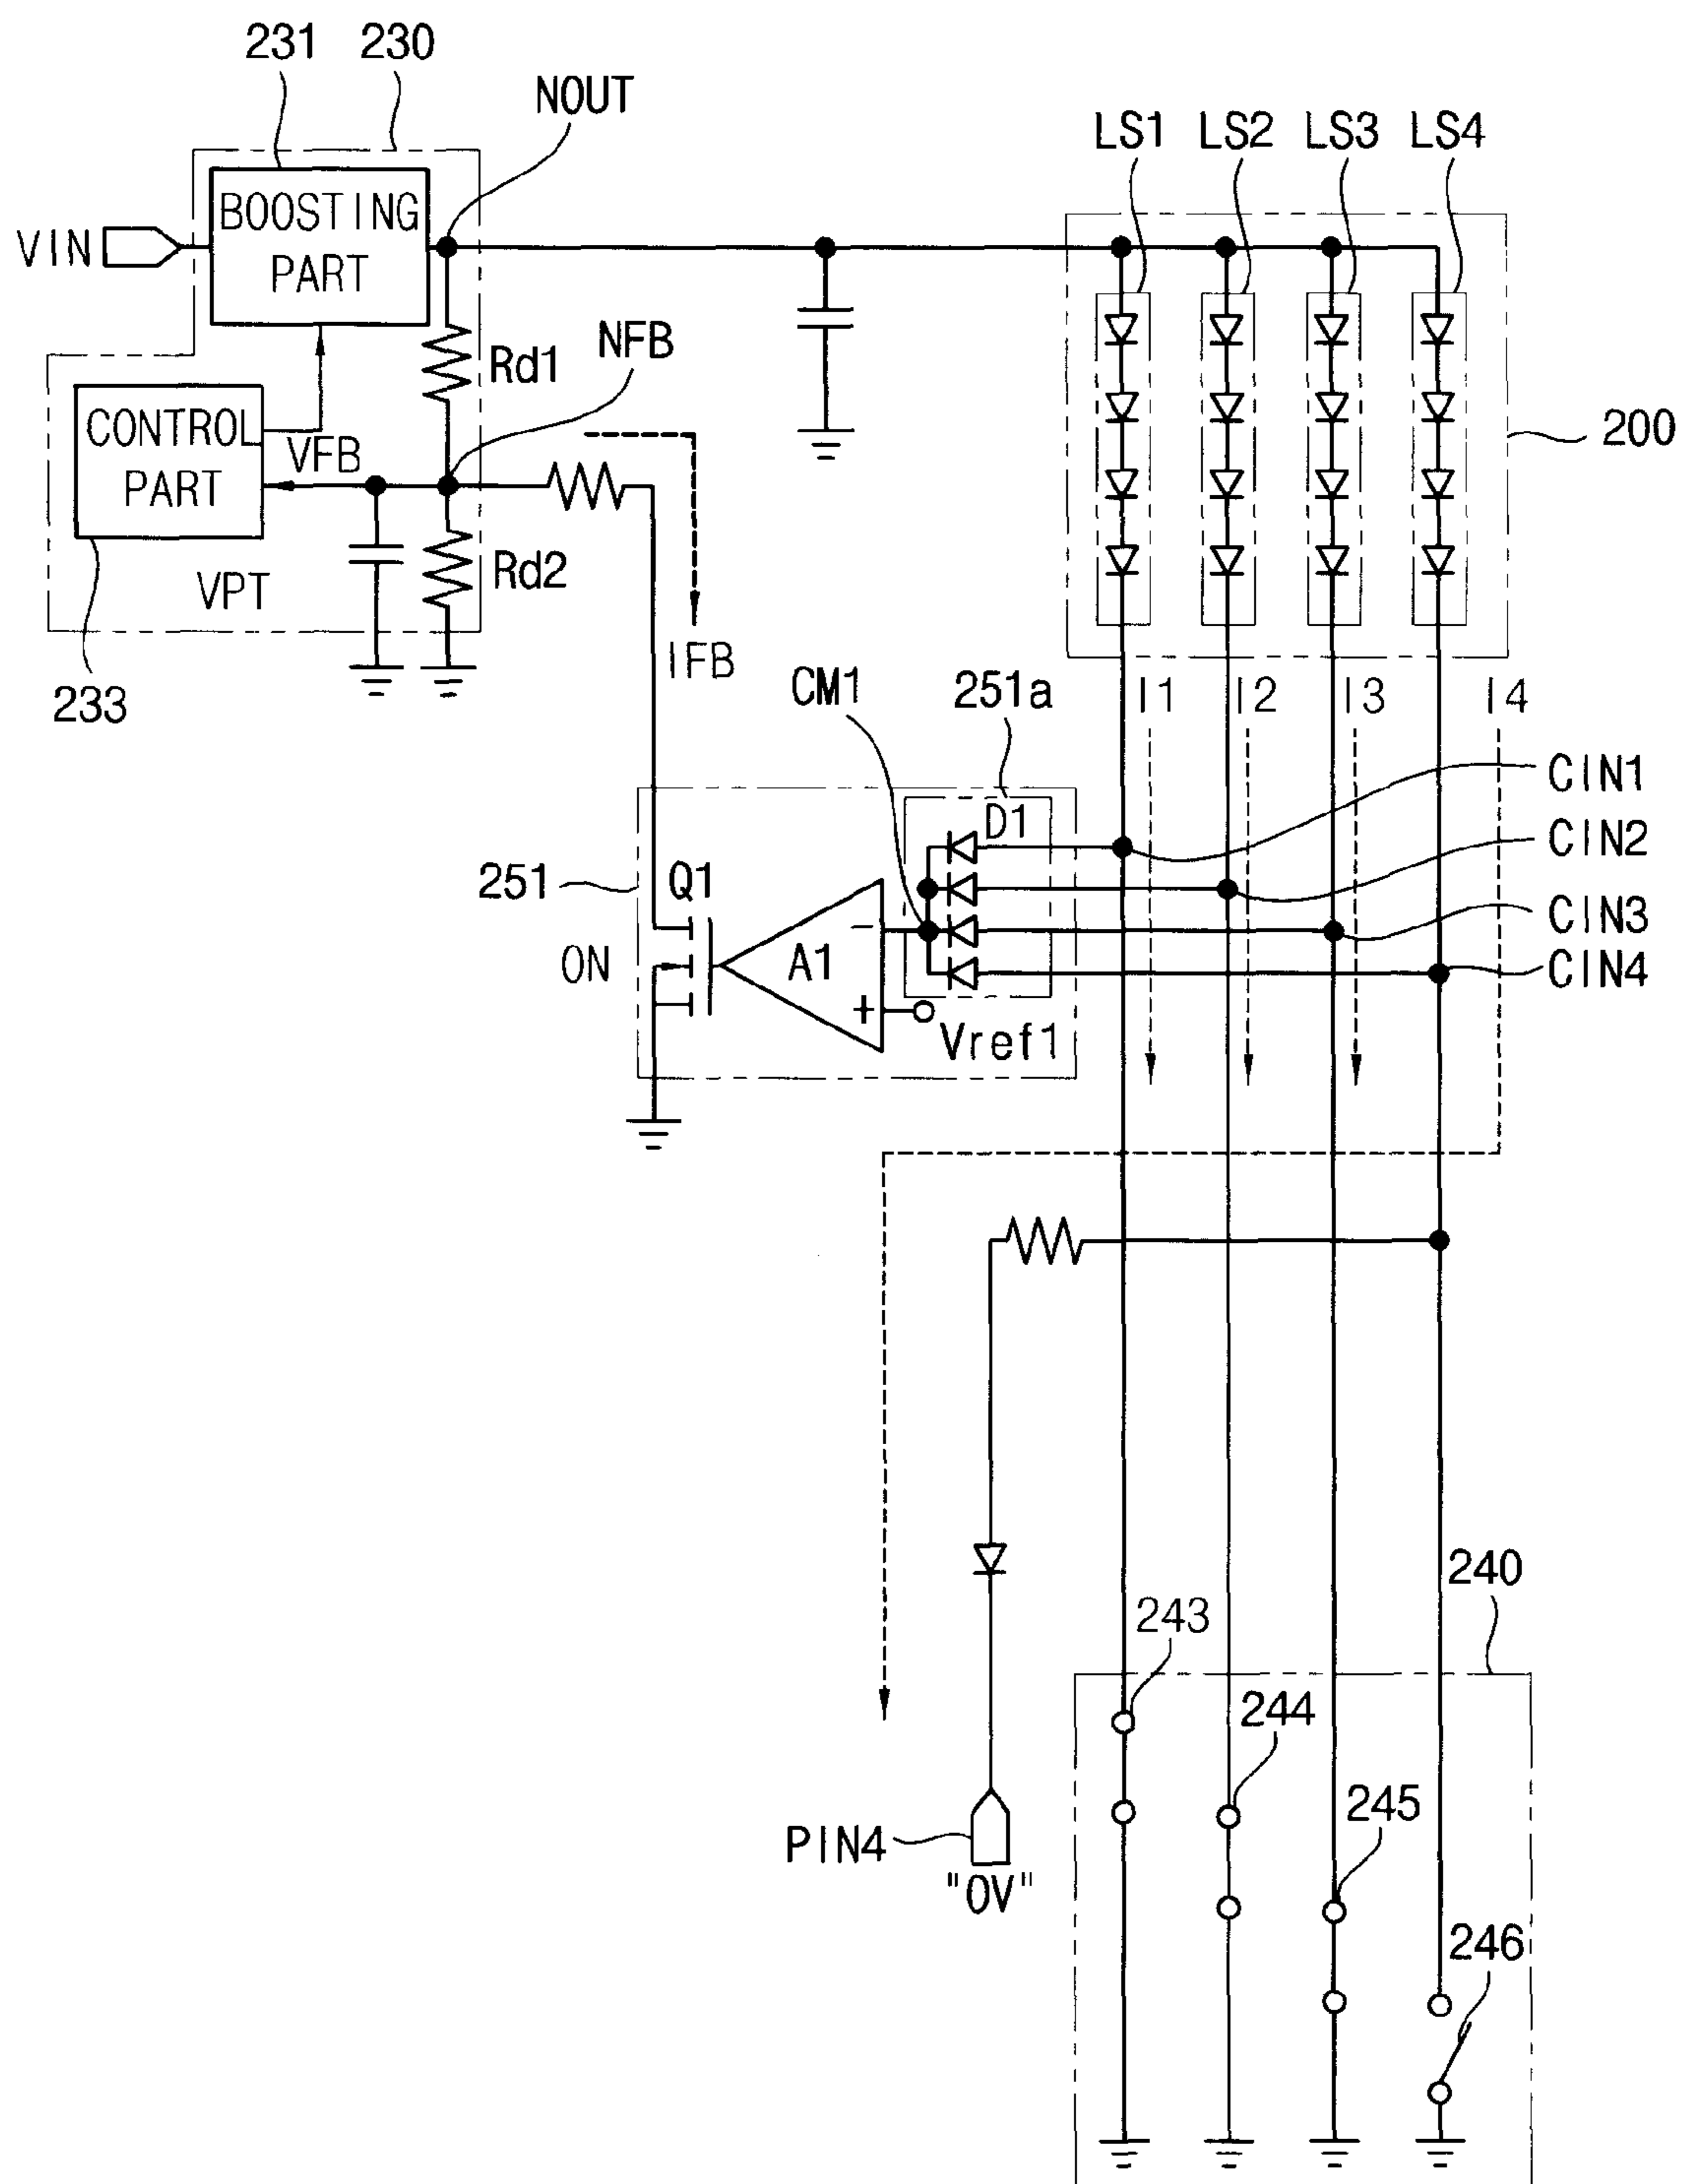 231 230
NOUT
LS1 LS2 LS3 LS4
BOOSTING
PART
VIN
Rd1
NFB
200
CONTROL
PART
VFB
Rd2
VPT
IFB
233
CM1
251a
I1 I2 I3 I4
CIN1
D1
CIN2
251
Q1
CIN3
ON
A1
−
+
CIN4
Vref1
240
243
244
245
PIN4
"0V"
246